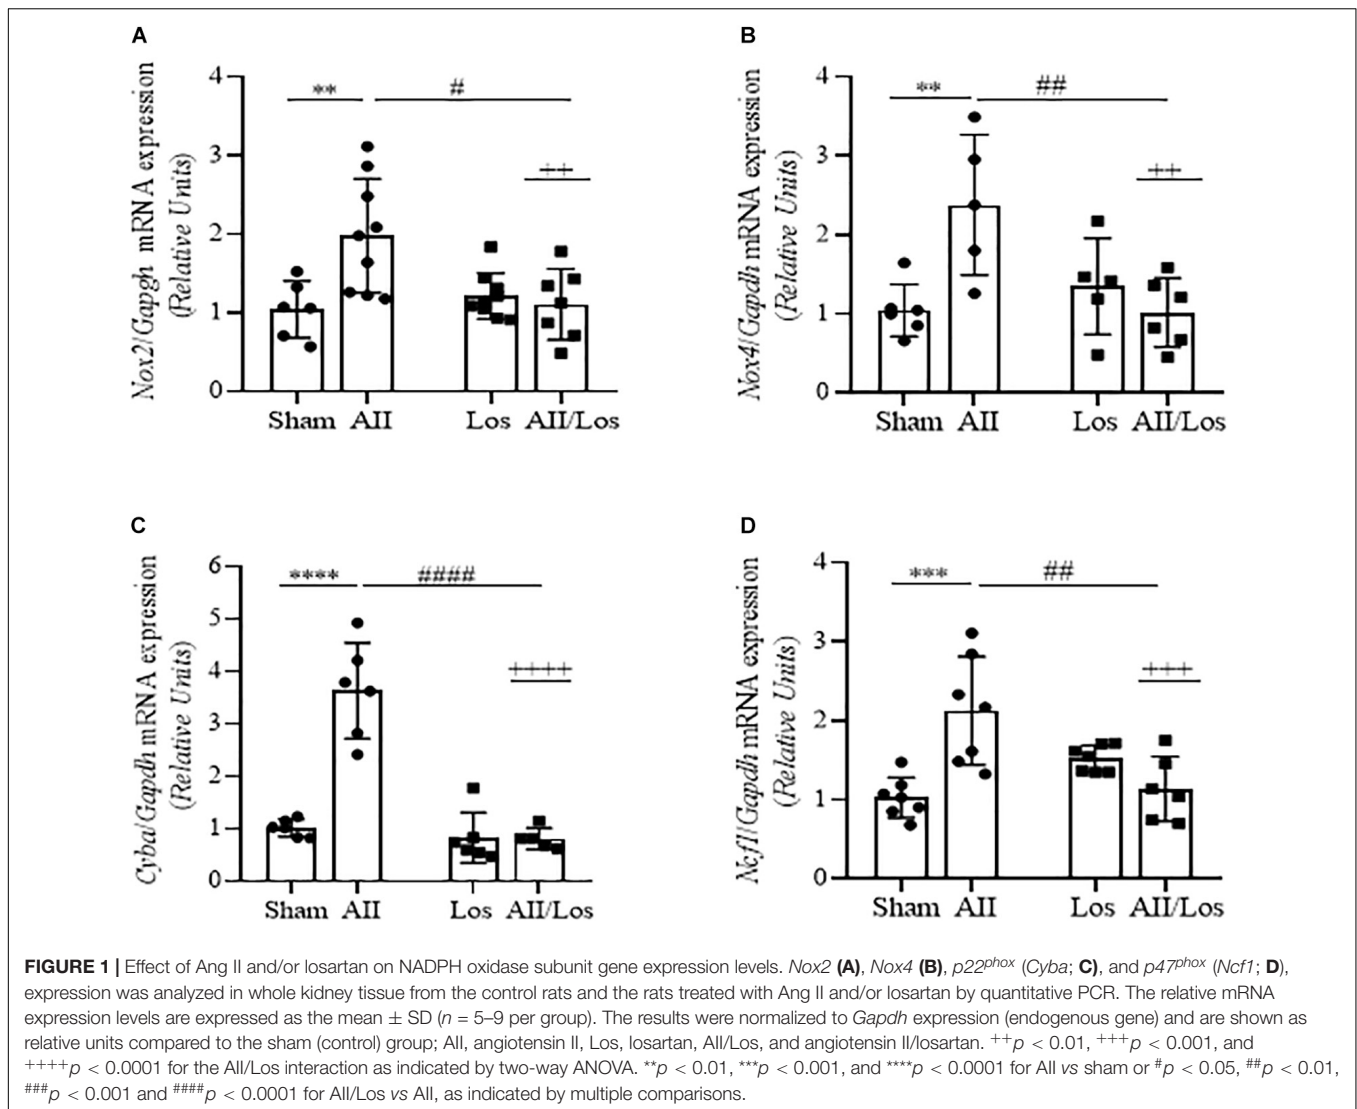 A
Nox2/Gapgh mRNA expression
(Relative Units)
4
3
2
1
0
**
#
++
Sham AII Los AII/Los
B
Nox4/Gapdh mRNA expression
(Relative Units)
4
3
2
1
0
**
##
++
Sham AII Los AII/Los
C
Cyba/Gapdh mRNA expression
(Relative Units)
6
5
4
3
2
1
0
****
####
++++
Sham AII Los AII/Los
D
Ncf1/Gapdh mRNA expression
(Relative Units)
4
3
2
1
0
***
##
+++
Sham AII Los AII/Los
FIGURE 1 | Effect of Ang II and/or losartan on NADPH oxidase subunit gene expression levels. Nox2 (A), Nox4 (B), p22phox (Cyba; C), and p47phox (Ncf1; D),
expression was analyzed in whole kidney tissue from the control rats and the rats treated with Ang II and/or losartan by quantitative PCR. The relative mRNA
expression levels are expressed as the mean ± SD (n = 5–9 per group). The results were normalized to Gapdh expression (endogenous gene) and are shown as
relative units compared to the sham (control) group; AII, angiotensin II, Los, losartan, AII/Los, and angiotensin II/losartan. ++p < 0.01, +++p < 0.001, and
++++p < 0.0001 for the AII/Los interaction as indicated by two-way ANOVA. **p < 0.01, ***p < 0.001, and ****p < 0.0001 for AII vs sham or #p < 0.05, ##p < 0.01,
###p < 0.001 and ####p < 0.0001 for AII/Los vs AII, as indicated by multiple comparisons.